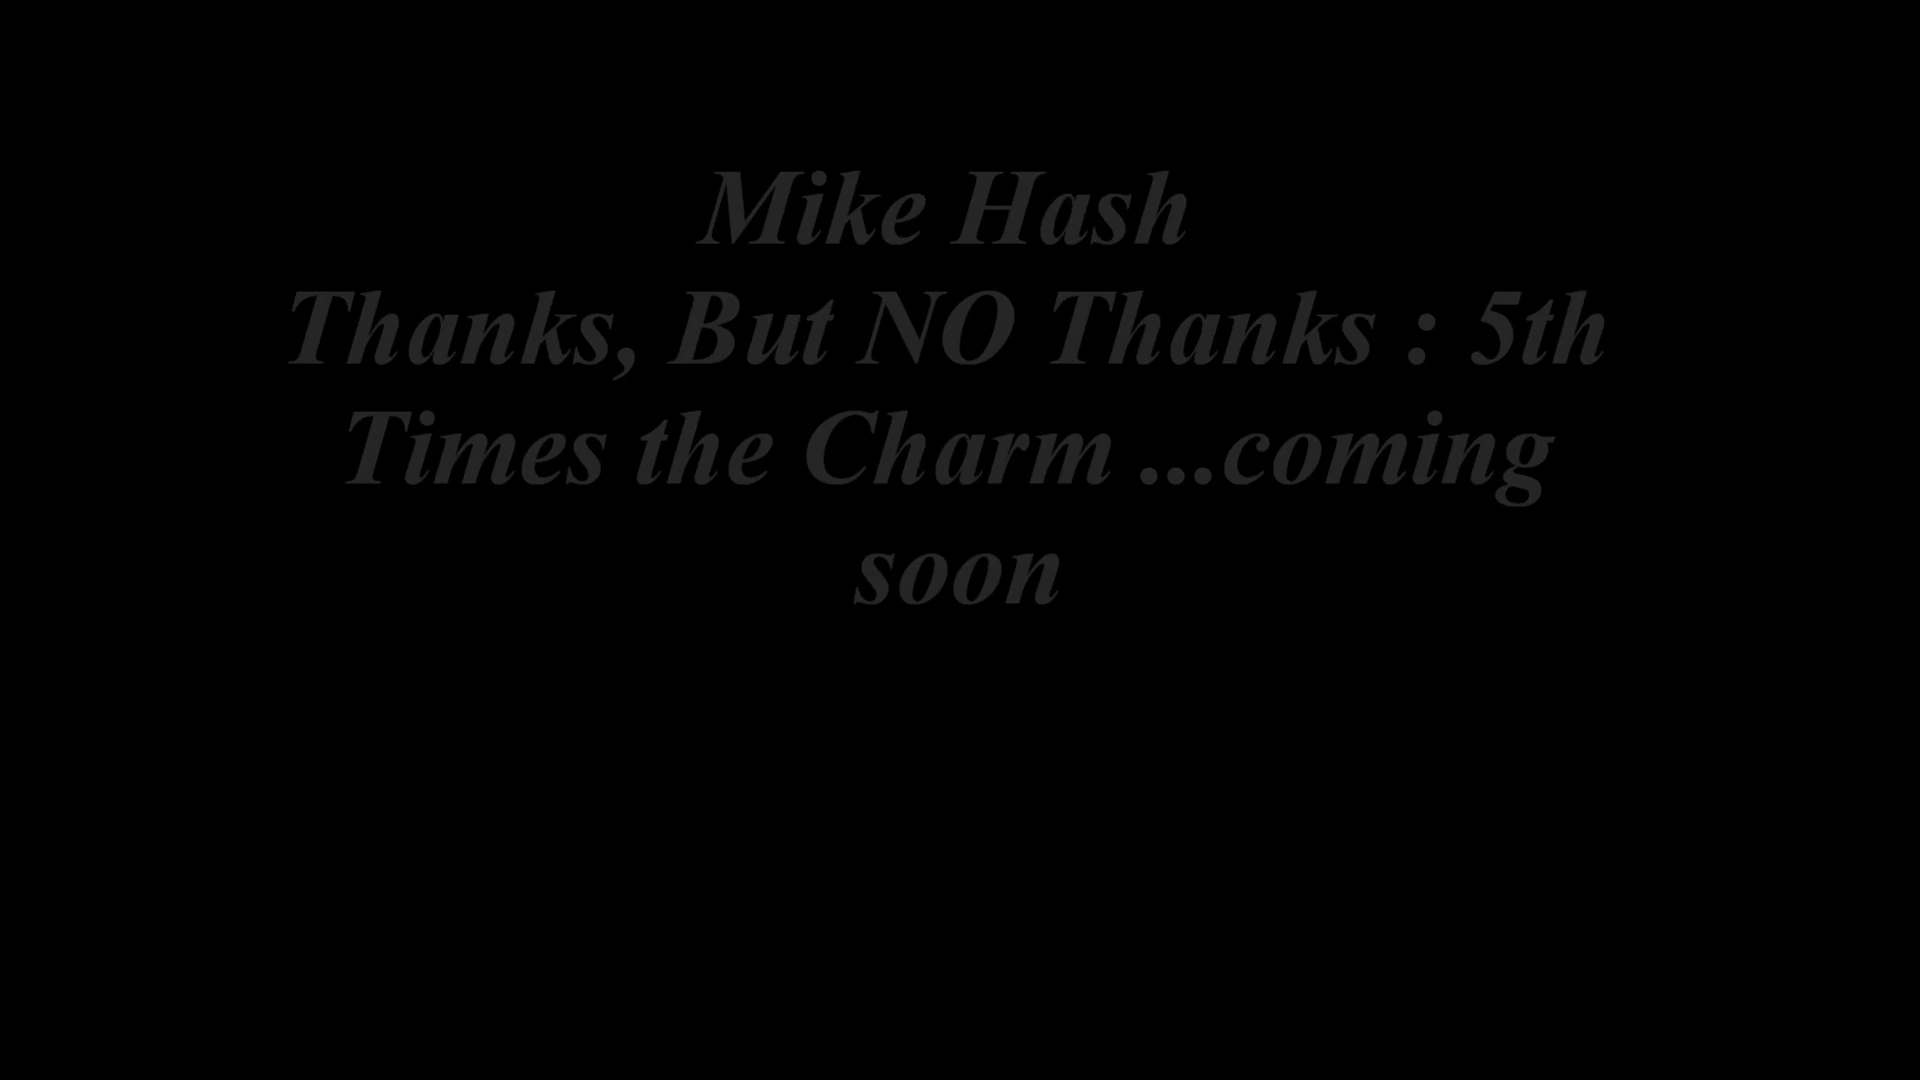 Mike Hash
Thanks, But NO Thanks : 5th
Times the Charm ...coming
soon